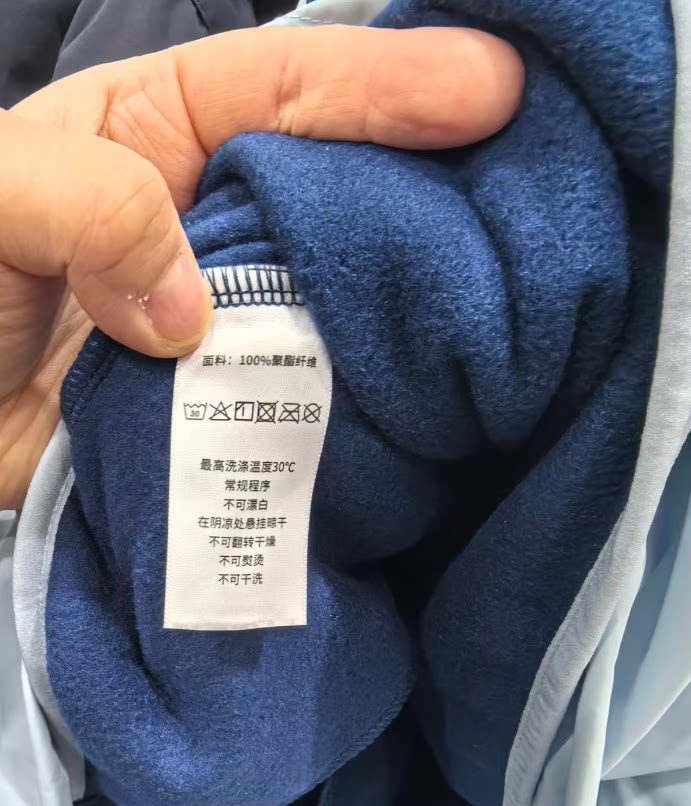 面料：100%聚酯纤维
30
最高洗涤温度30℃
常规程序
不可漂白
在阴凉处悬挂晾干
不可翻转干燥
不可熨烫
不可干洗